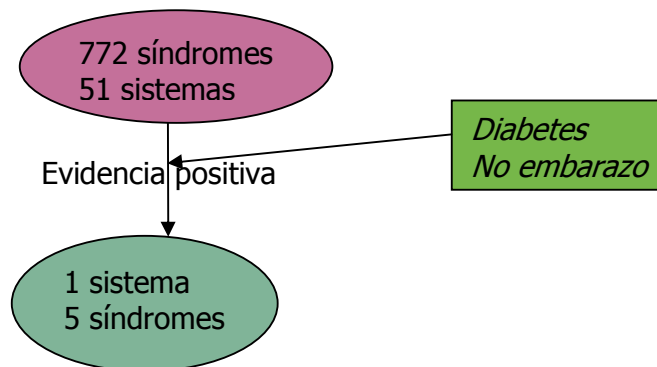 772 síndromes
51 sistemas
Diabetes
No embarazo
Evidencia positiva
1 sistema
5 síndromes